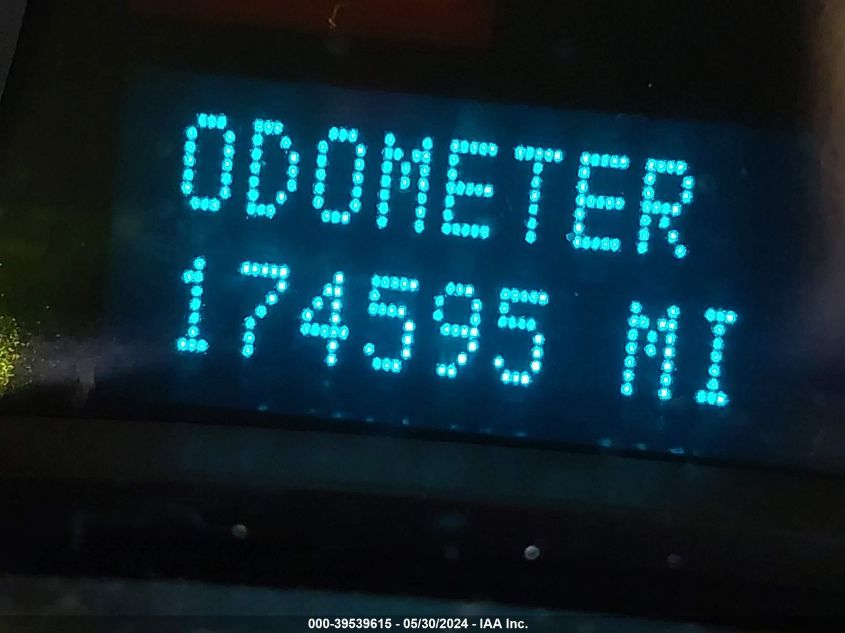 ODOMETER
174595 MI
000-39539615 - 05/30/2024 - IAA Inc.